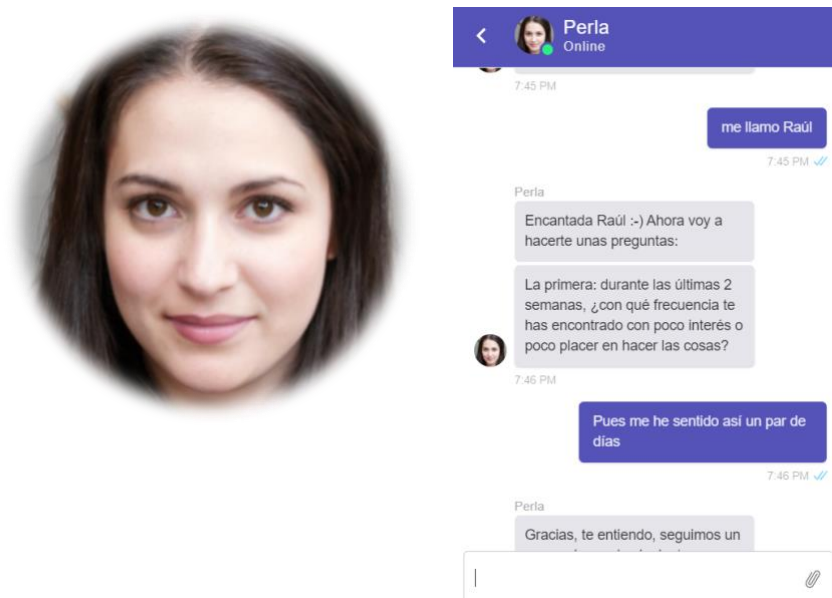 Perla
Online
7:45 PM
me llamo Raúl
7:45 PM
Perla
Encantada Raúl :-) Ahora voy a
hacerte unas preguntas:
La primera: durante las últimas 2
semanas, ¿con qué frecuencia te
has encontrado con poco interés o
poco placer en hacer las cosas?
7:46 PM
Pues me he sentido así un par de
días
7:46 PM
Perla
Gracias, te entiendo, seguimos un